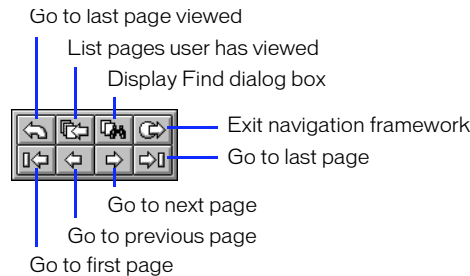 Go to last page viewed
List pages user has viewed
Display Find dialog box
Exit navigation framework
Go to last page
Go to next page
Go to previous page
Go to first page